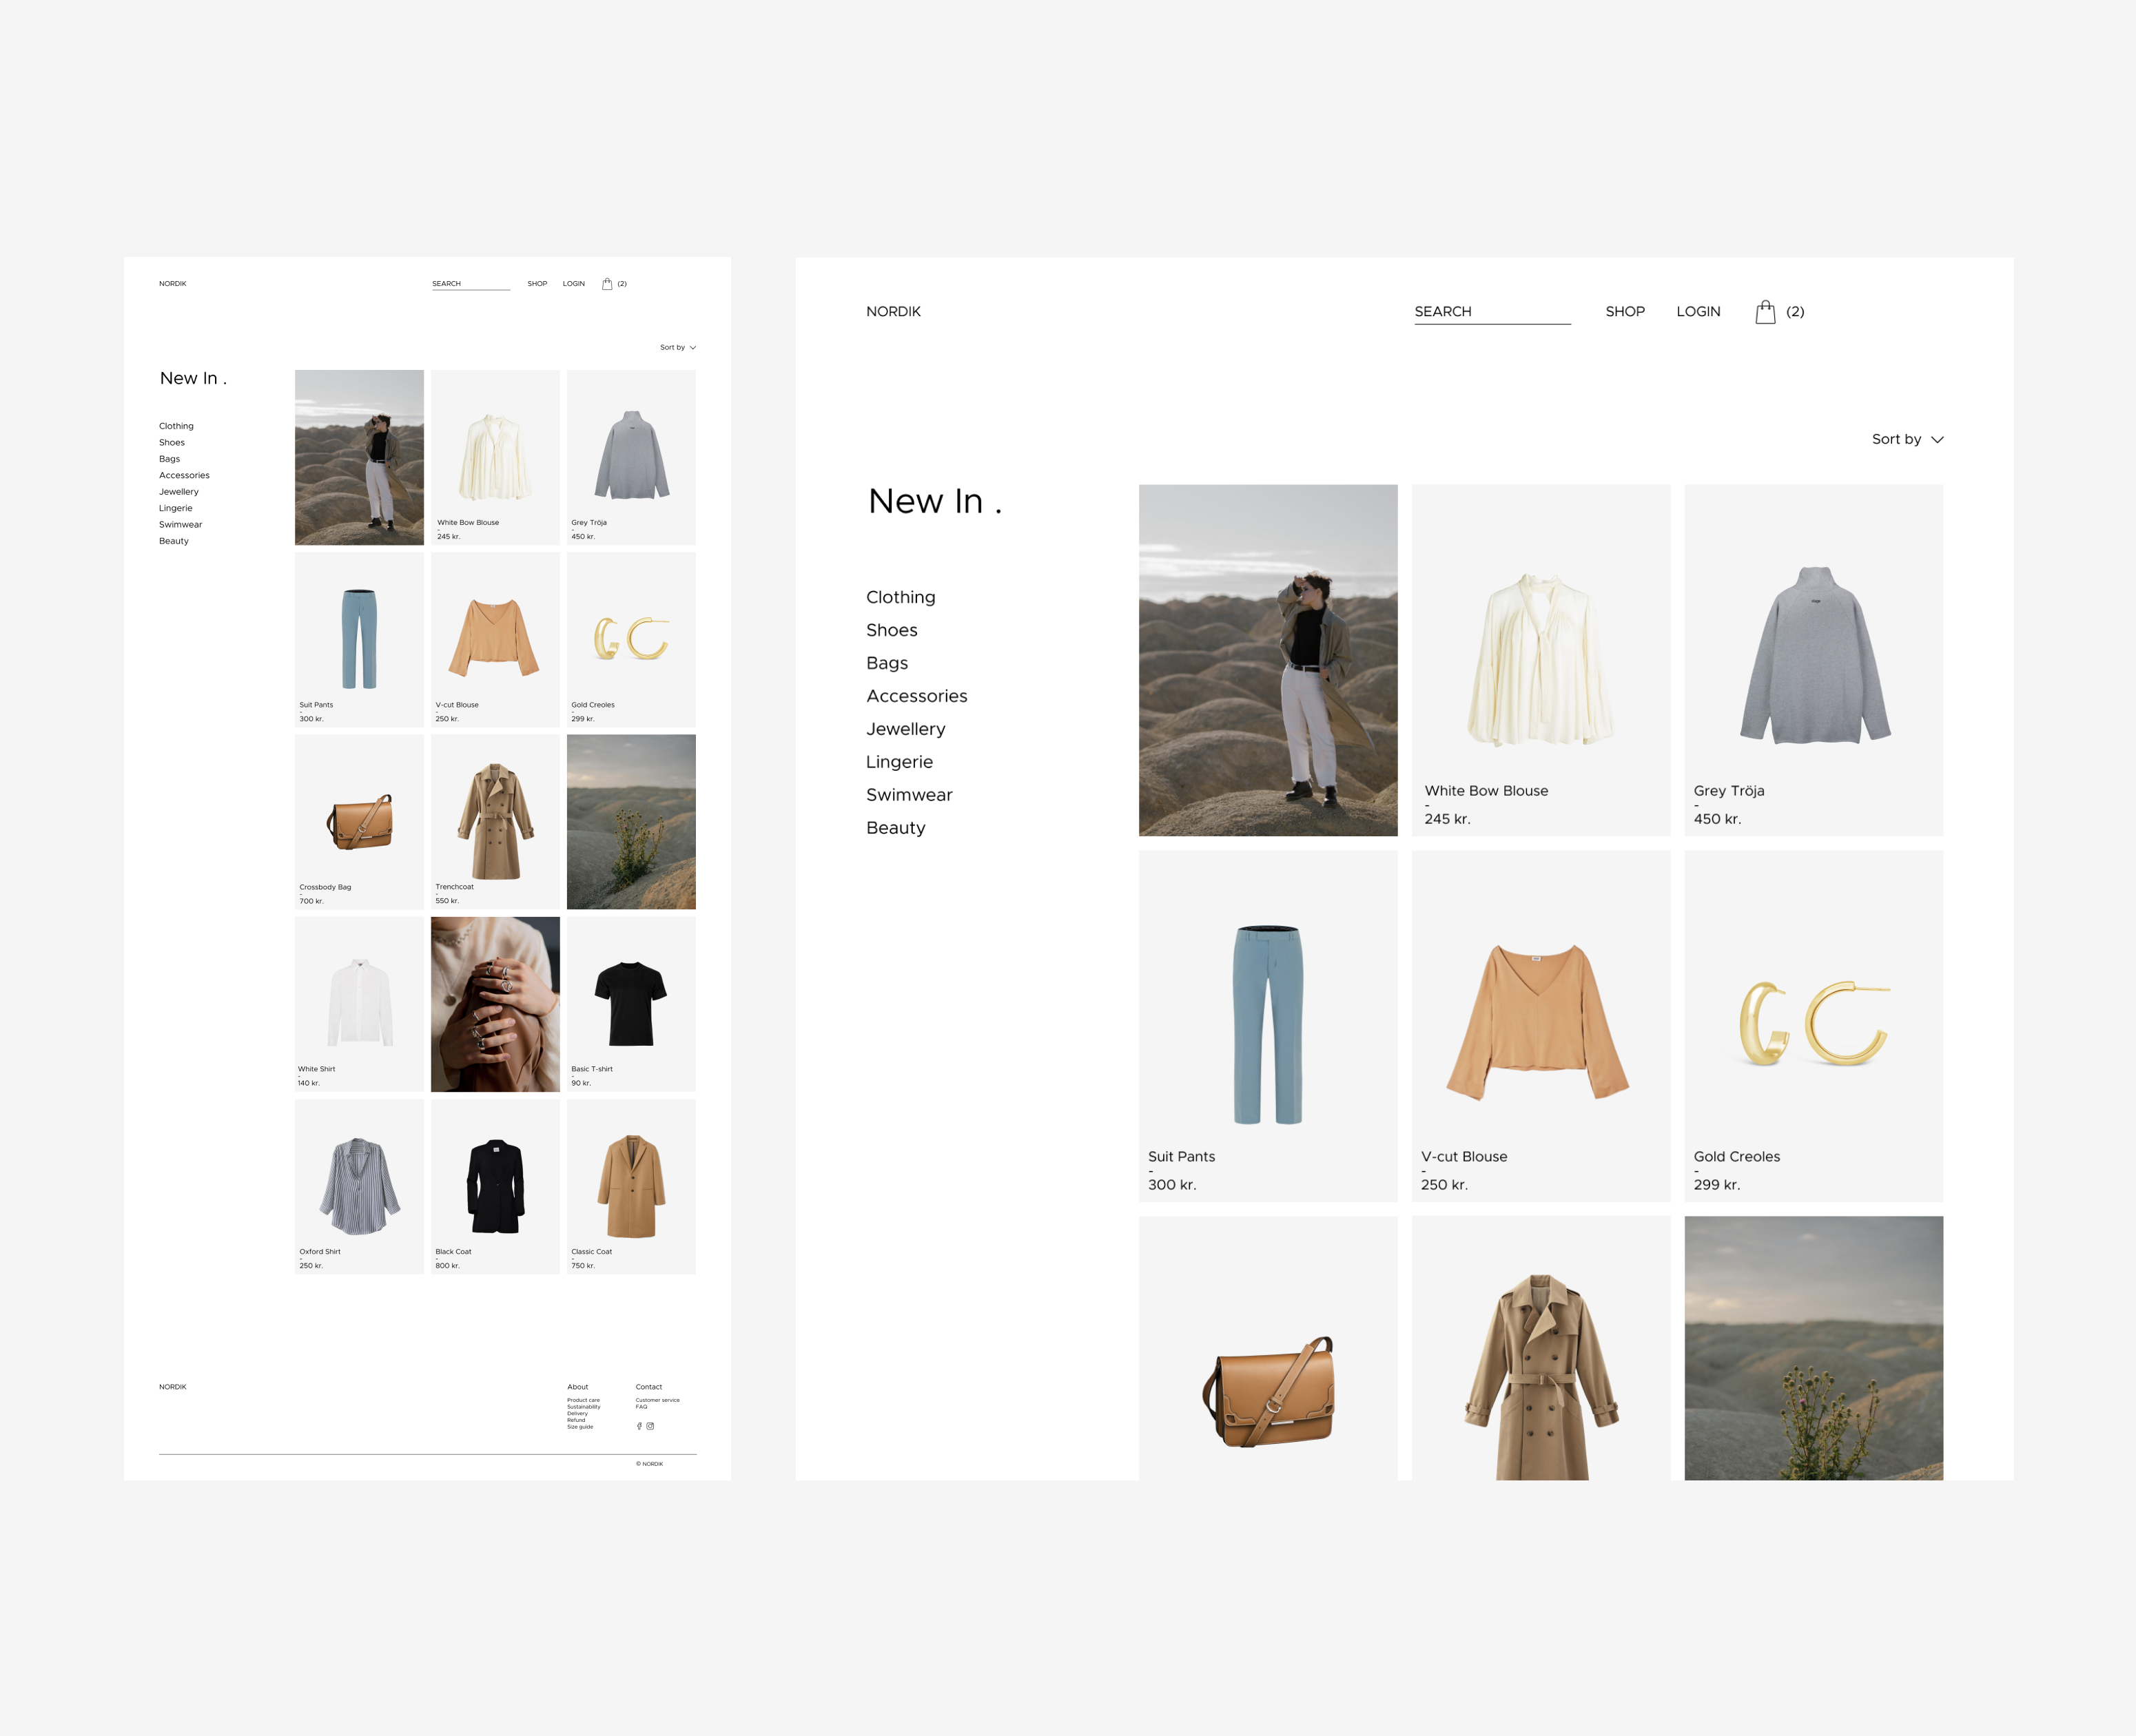 NORDIK
SEARCH
SHOP
LOGIN
(2)
Sort by
New In .
Clothing
Shoes
Bags
Accessories
Jewellery
Lingerie
Swimwear
Beauty
White Bow Blouse
-
245 kr.
Grey Tröja
-
450 kr.
Suit Pants
-
300 kr.
V-cut Blouse
-
250 kr.
Gold Creoles
-
299 kr.
Crossbody Bag
-
700 kr.
Trenchcoat
-
550 kr.
White Shirt
-
140 kr.
Basic T-shirt
-
90 kr.
Oxford Shirt
-
250 kr.
Black Coat
-
800 kr.
Classic Coat
-
750 kr.
NORDIK
About
Product care
Sustainability
Delivery
Refund
Size guide
Contact
Customer service
FAQ
© NORDIK
NORDIK
SEARCH
SHOP
LOGIN
(2)
Sort by
New In .
Clothing
Shoes
Bags
Accessories
Jewellery
Lingerie
Swimwear
Beauty
White Bow Blouse
-
245 kr.
Grey Tröja
-
450 kr.
Suit Pants
-
300 kr.
V-cut Blouse
-
250 kr.
Gold Creoles
-
299 kr.